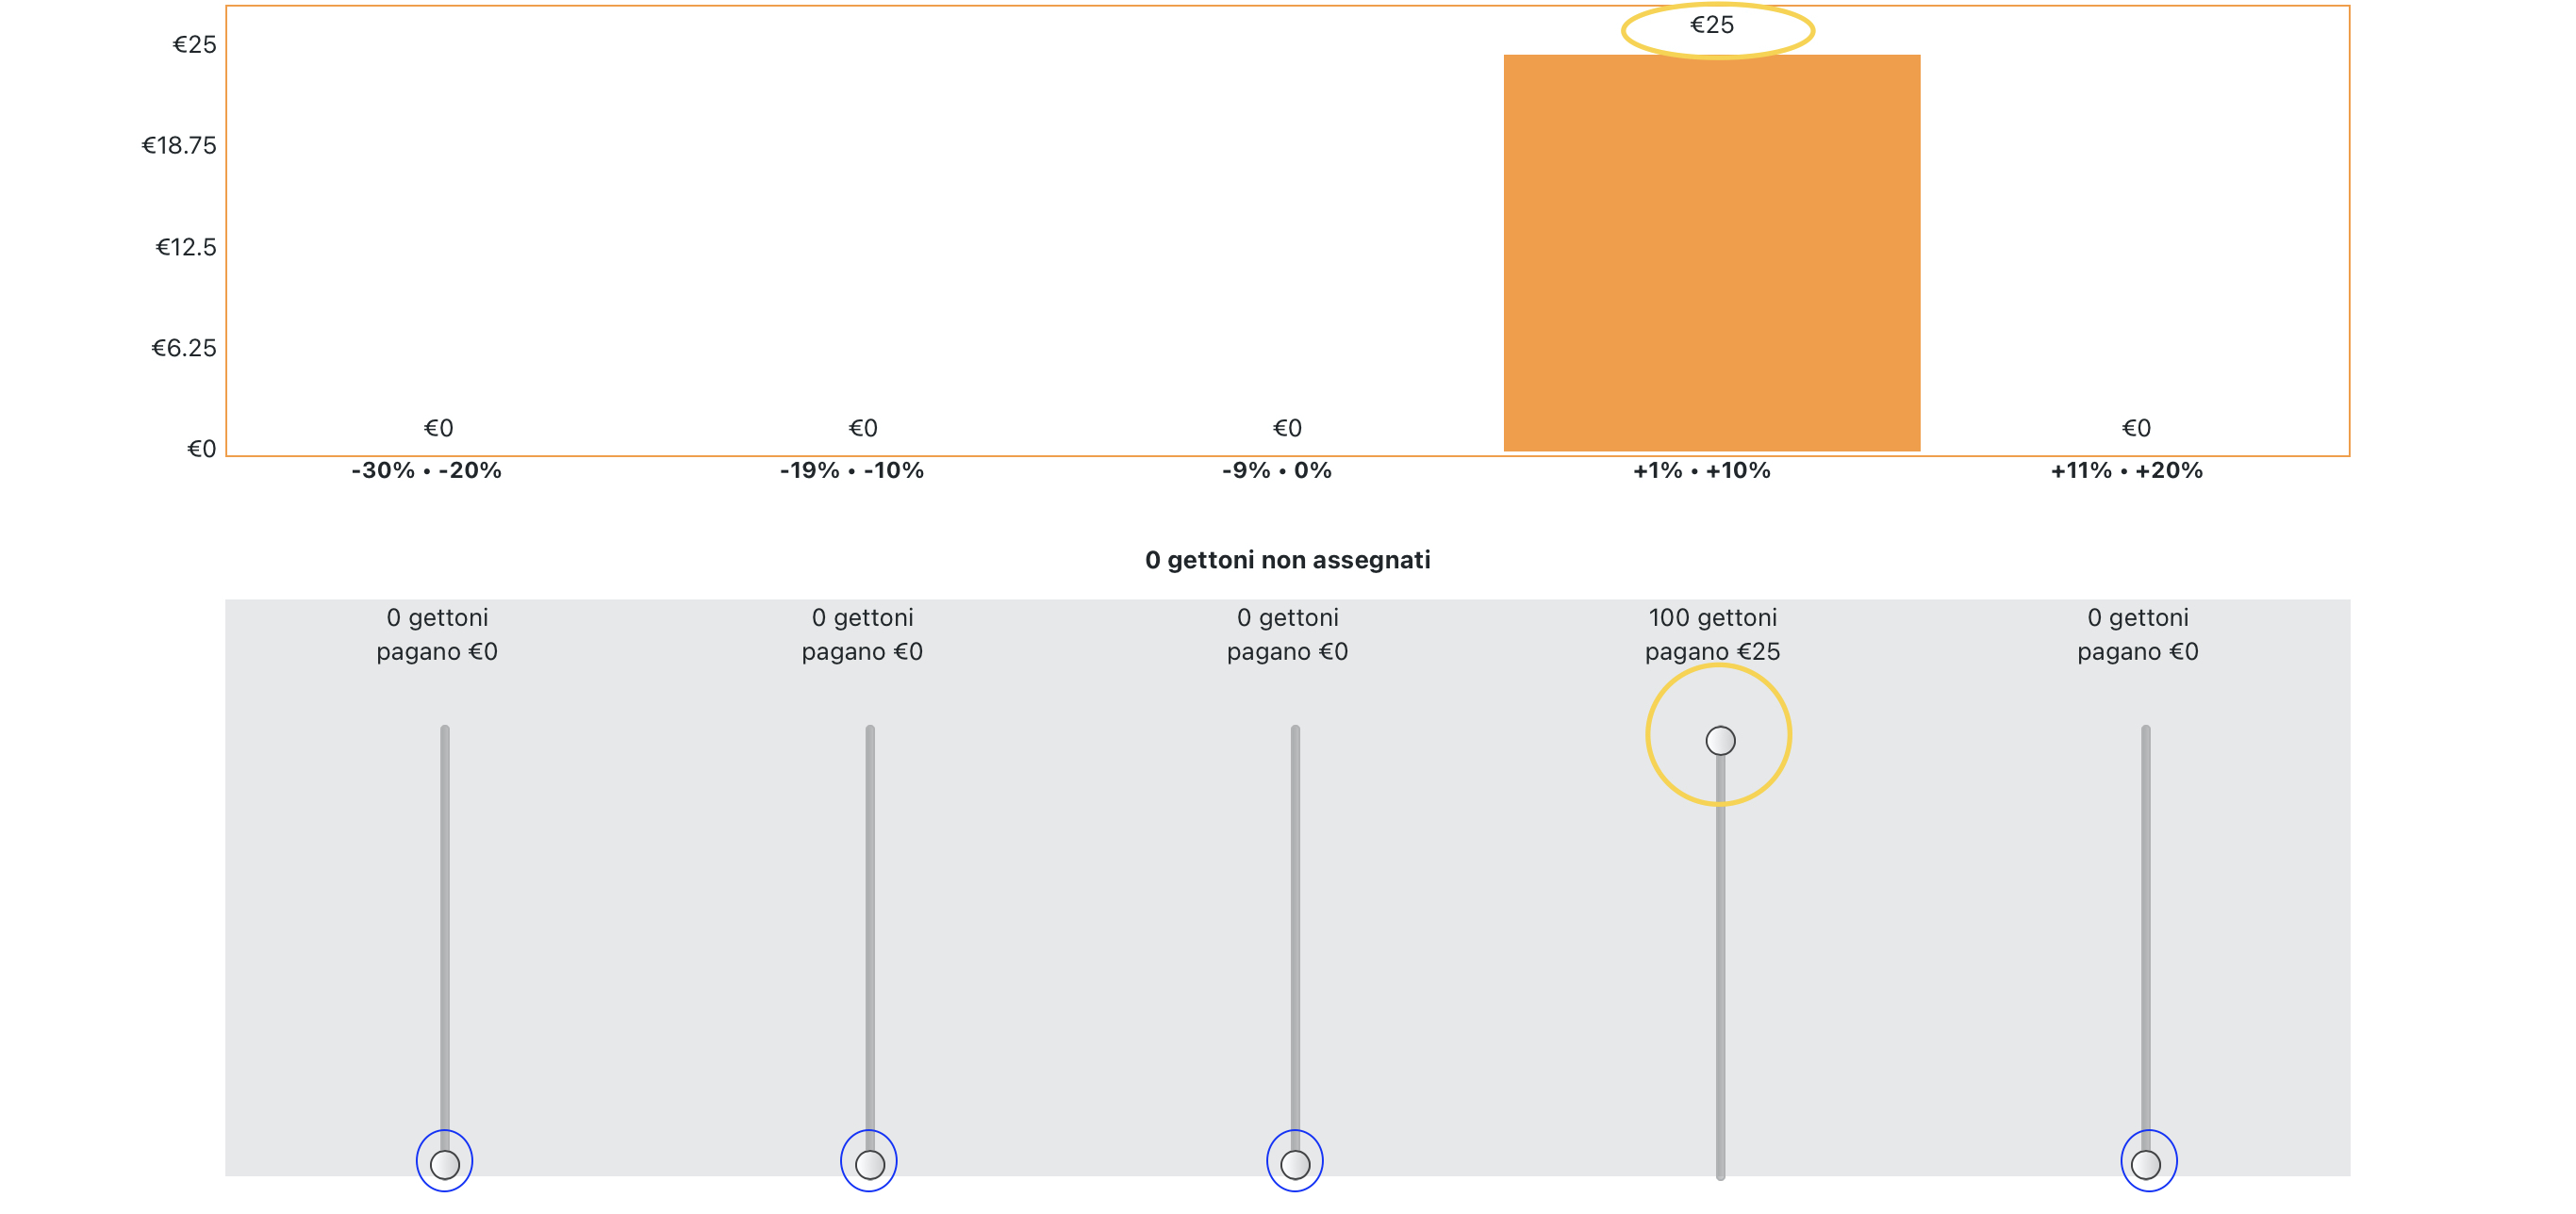 €25
€25
€18.75
€12.5
€6.25
€0 €0 €0 €0
€0
-30% • -20% -19% • -10% -9% • 0% +1% • +10% +11% • +20%
0 gettoni non assegnati
0 gettoni 0 gettoni 0 gettoni 100 gettoni 0 gettoni
pagano €0 pagano €0 pagano €0 pagano €25 pagano €0